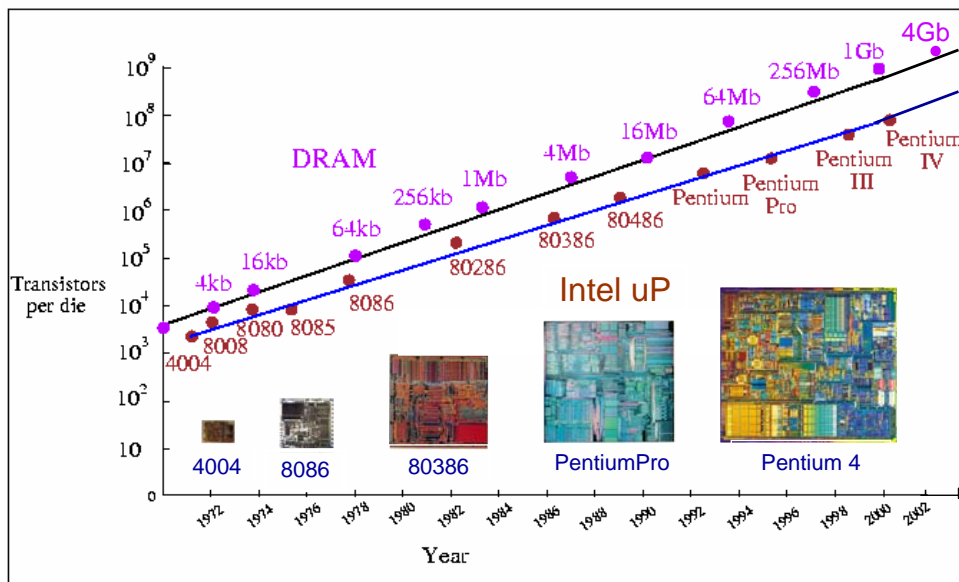 4Gb
1Gb
256Mb
64Mb
16Mb
4Mb
1Mb
256kb
64kb
16kb
4kb
DRAM
10⁹
10⁸
10⁷
10⁶
10⁵
10⁴
10³
10²
10
0
Transistors
per die
4004
8008
8080
8085
8086
80286
80386
80486
Pentium
Pentium
Pro
Pentium
III
Pentium
IV
Intel uP
4004
8086
80386
PentiumPro
Pentium 4
1972
1974
1976
1978
1980
1982
1984
1986
1988
1990
1992
1994
1996
1998
2000
2002
Year